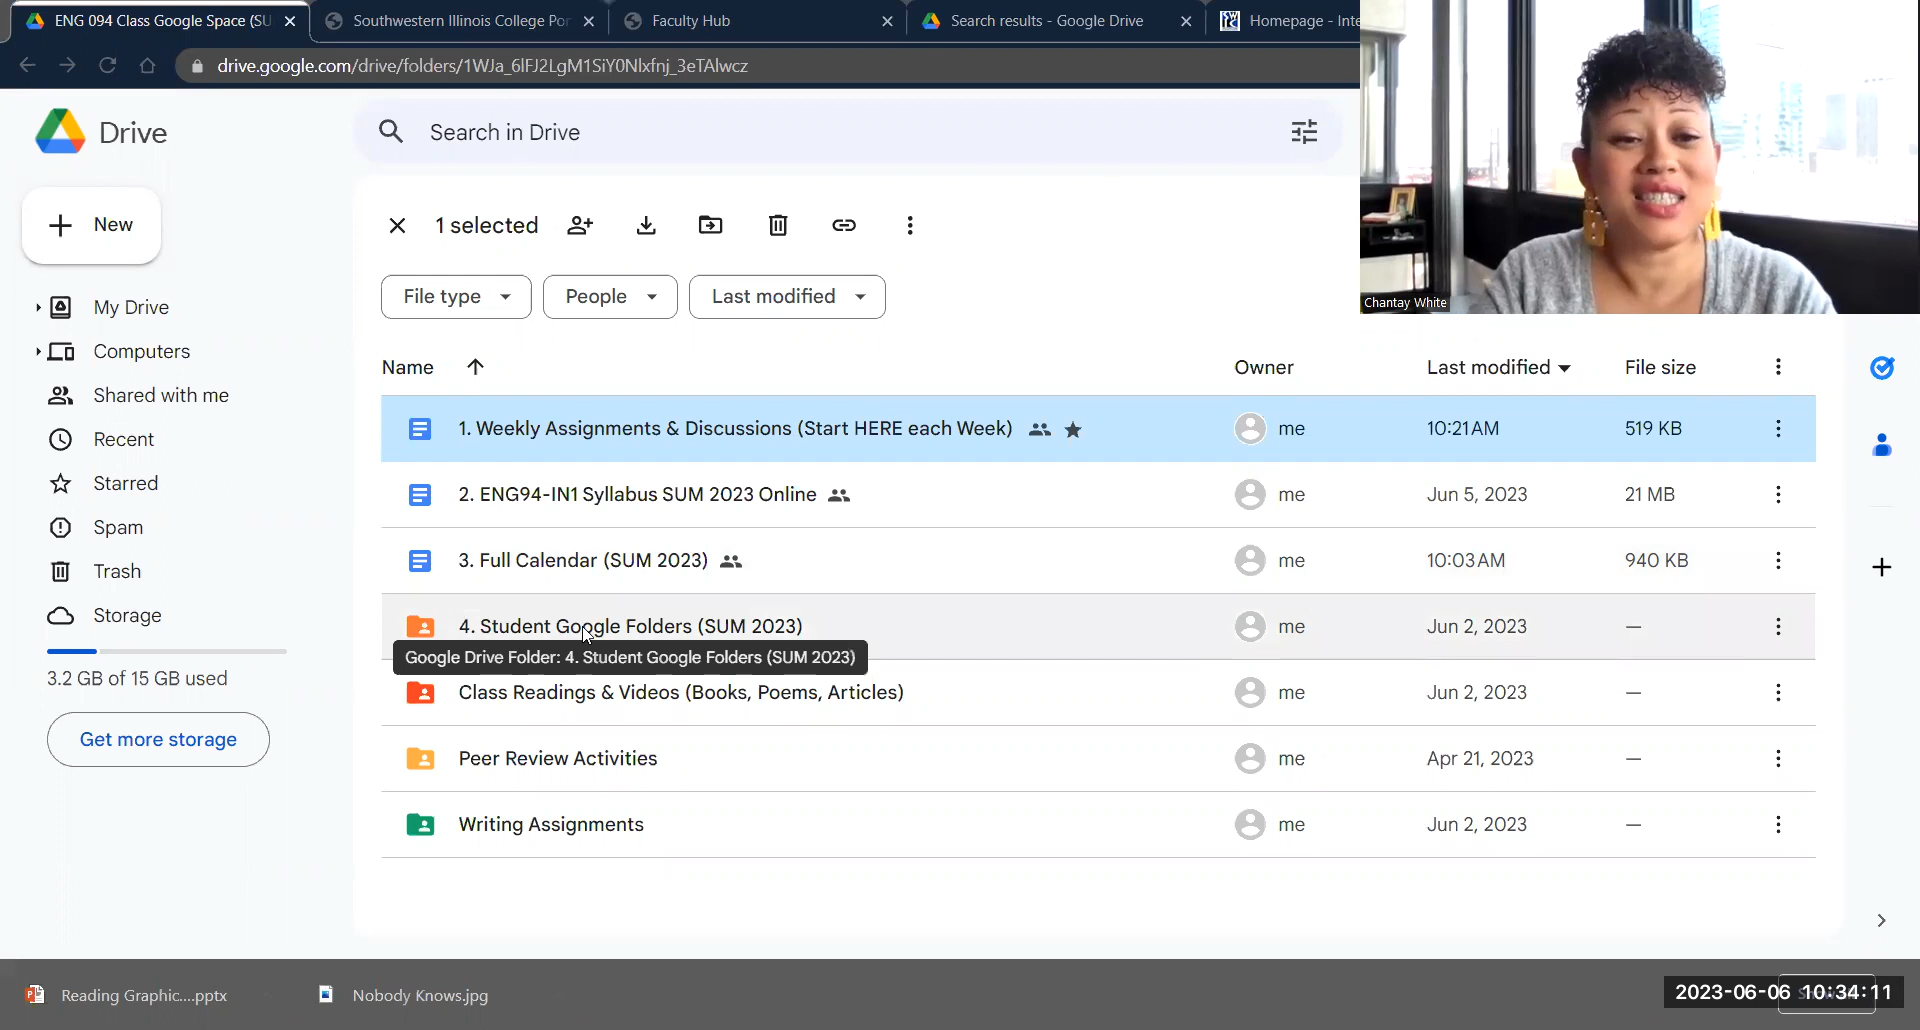 ENG 094 Class Google Space (SU
Southwestern Illinois College Por
Faculty Hub
Search results - Google Drive
Homepage - Inte
drive.google.com/drive/folders/1WJa_6lFJ2LgM1SiY0Nlxfnj_3eTAlwcz
Drive
Search in Drive
New
1 selected
File type
People
Last modified
Chantay White
My Drive
Computers
Shared with me
Recent
Starred
Spam
Trash
Storage
3.2 GB of 15 GB used
Get more storage
Name Owner Last modified File size
1. Weekly Assignments & Discussions (Start HERE each Week) me 10:21 AM 519 KB
2. ENG94-IN1 Syllabus SUM 2023 Online me Jun 5, 2023 21 MB
3. Full Calendar (SUM 2023) me 10:03 AM 940 KB
4. Student Google Folders (SUM 2023) me Jun 2, 2023 —
Google Drive Folder: 4. Student Google Folders (SUM 2023)
Class Readings & Videos (Books, Poems, Articles) me Jun 2, 2023 —
Peer Review Activities me Apr 21, 2023 —
Writing Assignments me Jun 2, 2023 —
Reading Graphic....pptx
Nobody Knows.jpg
2023-06-06 10:34:11